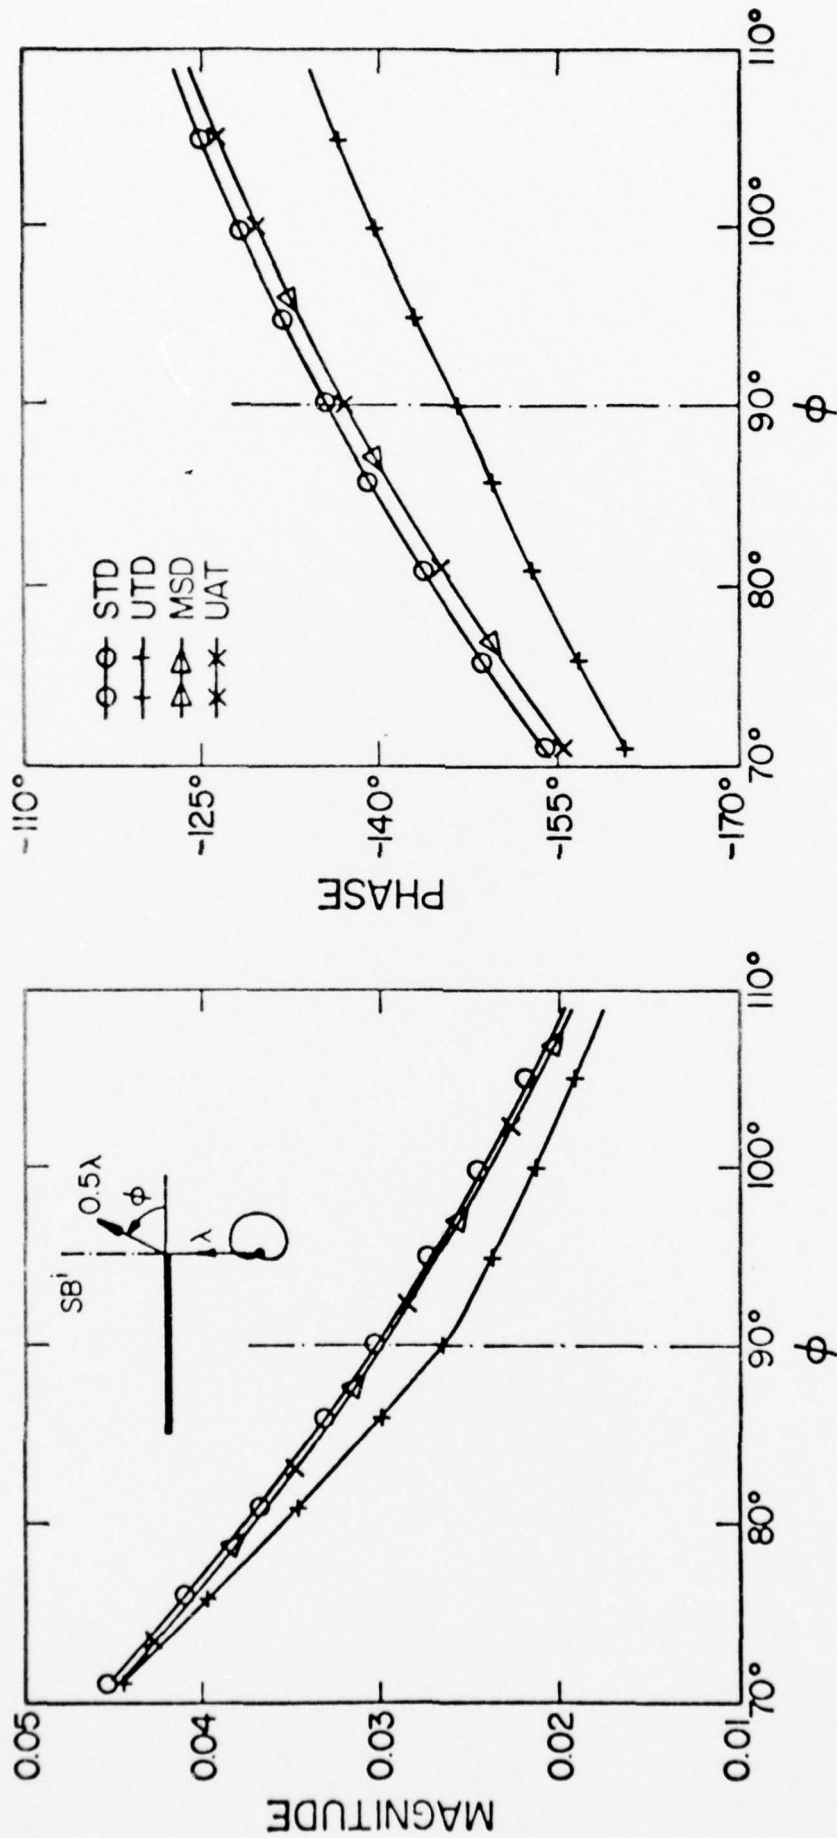 0.05
0.04
0.03
0.02
0.01
MAGNITUDE
70°
80°
90°
100°
110°
ϕ
SBⁱ
0.5λ
ϕ
λ
-110°
-125°
-140°
-155°
-170°
PHASE
70°
80°
90°
100°
110°
ϕ
STD
UTD
MSD
UAT